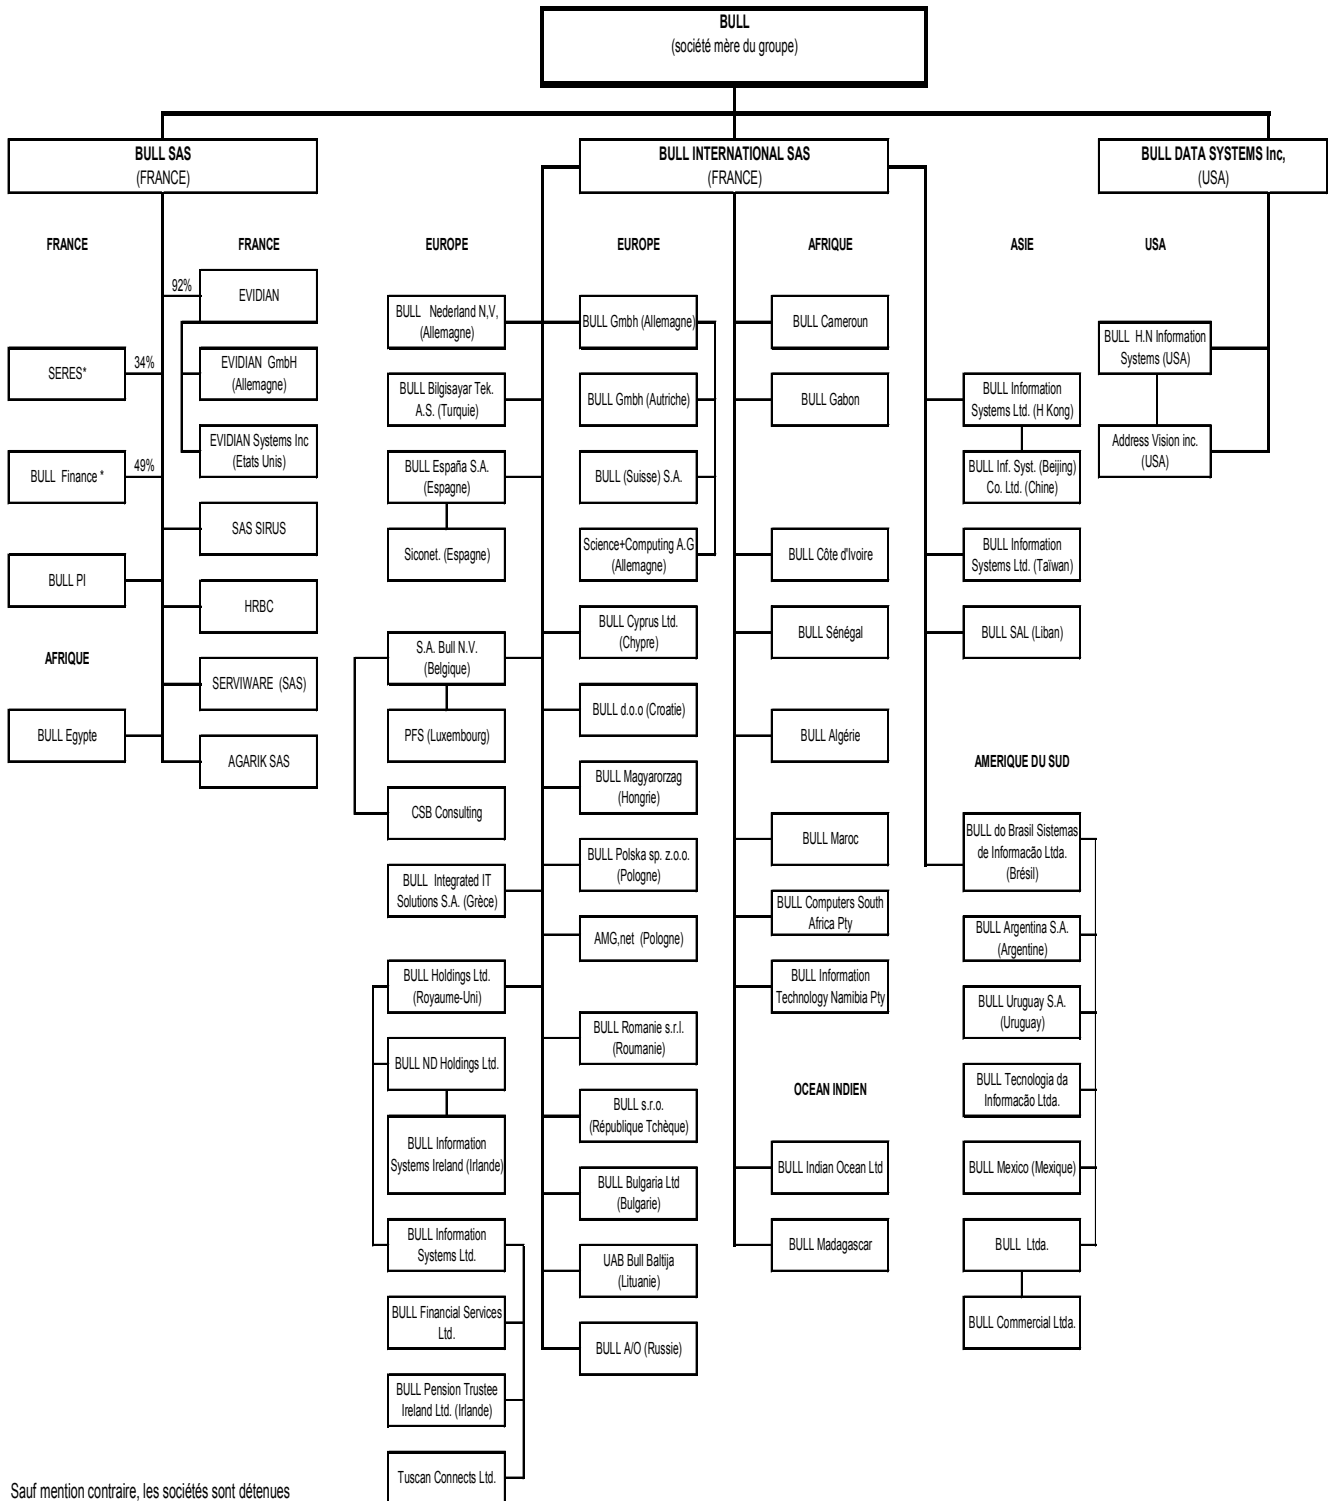 BULL
(société mère du groupe)
BULL SAS
(FRANCE)
BULL INTERNATIONAL SAS
(FRANCE)
BULL DATA SYSTEMS Inc,
(USA)
FRANCE
FRANCE
EUROPE
EUROPE
AFRIQUE
ASIE
USA
92%
EVIDIAN
SERES*
34%
EVIDIAN GmbH
(Allemagne)
EVIDIAN Systems Inc
(Etats Unis)
BULL Finance *
49%
SAS SIRUS
BULL PI
HRBC
AFRIQUE
SERVIWARE (SAS)
BULL Egypte
AGARIK SAS
BULL Nederland N,V,
(Allemagne)
BULL Bilgisayar Tek.
A.S. (Turquie)
BULL España S.A.
(Espagne)
Siconet. (Espagne)
S.A. Bull N.V.
(Belgique)
PFS (Luxembourg)
CSB Consulting
BULL Integrated IT
Solutions S.A. (Grèce)
BULL Holdings Ltd.
(Royaume-Uni)
BULL ND Holdings Ltd.
BULL Information
Systems Ireland (Irlande)
BULL Information
Systems Ltd.
BULL Financial Services
Ltd.
BULL Pension Trustee
Ireland Ltd. (Irlande)
Tuscan Connects Ltd.
BULL Gmbh (Allemagne)
BULL Gmbh (Autriche)
BULL (Suisse) S.A.
Science+Computing A.G
(Allemagne)
BULL Cyprus Ltd.
(Chypre)
BULL d.o.o (Croatie)
BULL Magyarorzag
(Hongrie)
BULL Polska sp. z.o.o.
(Pologne)
AMG,net (Pologne)
BULL Romanie s.r.l.
(Roumanie)
BULL s.r.o.
(République Tchèque)
BULL Bulgaria Ltd
(Bulgarie)
UAB Bull Baltija
(Lituanie)
BULL A/O (Russie)
BULL Cameroun
BULL Gabon
BULL Côte d'Ivoire
BULL Sénégal
BULL Algérie
BULL Maroc
BULL Computers South
Africa Pty
BULL Information
Technology Namibia Pty
OCEAN INDIEN
BULL Indian Ocean Ltd
BULL Madagascar
BULL Information
Systems Ltd. (H Kong)
BULL Inf. Syst. (Beijing)
Co. Ltd. (Chine)
BULL Information
Systems Ltd. (Taïwan)
BULL SAL (Liban)
AMERIQUE DU SUD
BULL do Brasil Sistemas
de Informacão Ltda.
(Brésil)
BULL Argentina S.A.
(Argentine)
BULL Uruguay S.A.
(Uruguay)
BULL Tecnologia da
Informacão Ltda.
BULL Mexico (Mexique)
BULL Ltda.
BULL Commercial Ltda.
BULL H.N Information
Systems (USA)
Address Vision inc.
(USA)
Sauf mention contraire, les sociétés sont détenues